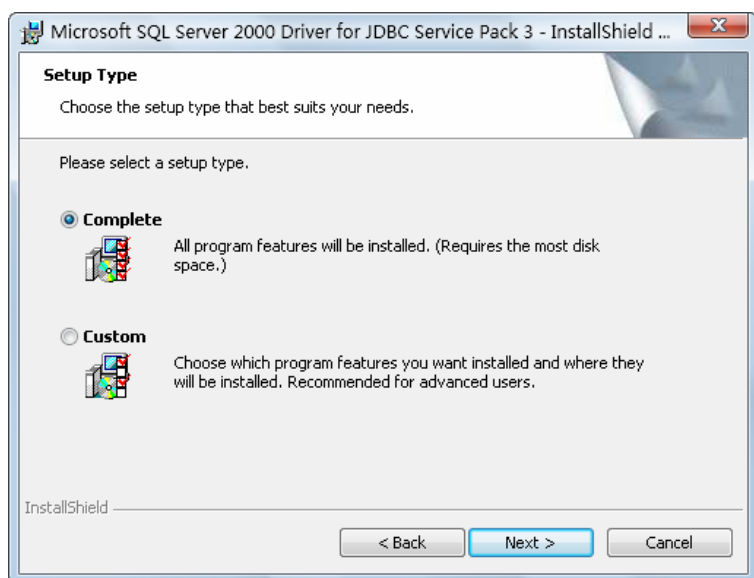 Microsoft SQL Server 2000 Driver for JDBC Service Pack 3 - InstallShield ...
Setup Type
Choose the setup type that best suits your needs.
Please select a setup type.
Complete
All program features will be installed. (Requires the most disk
space.)
Custom
Choose which program features you want installed and where they
will be installed. Recommended for advanced users.
InstallShield
< Back
Next >
Cancel